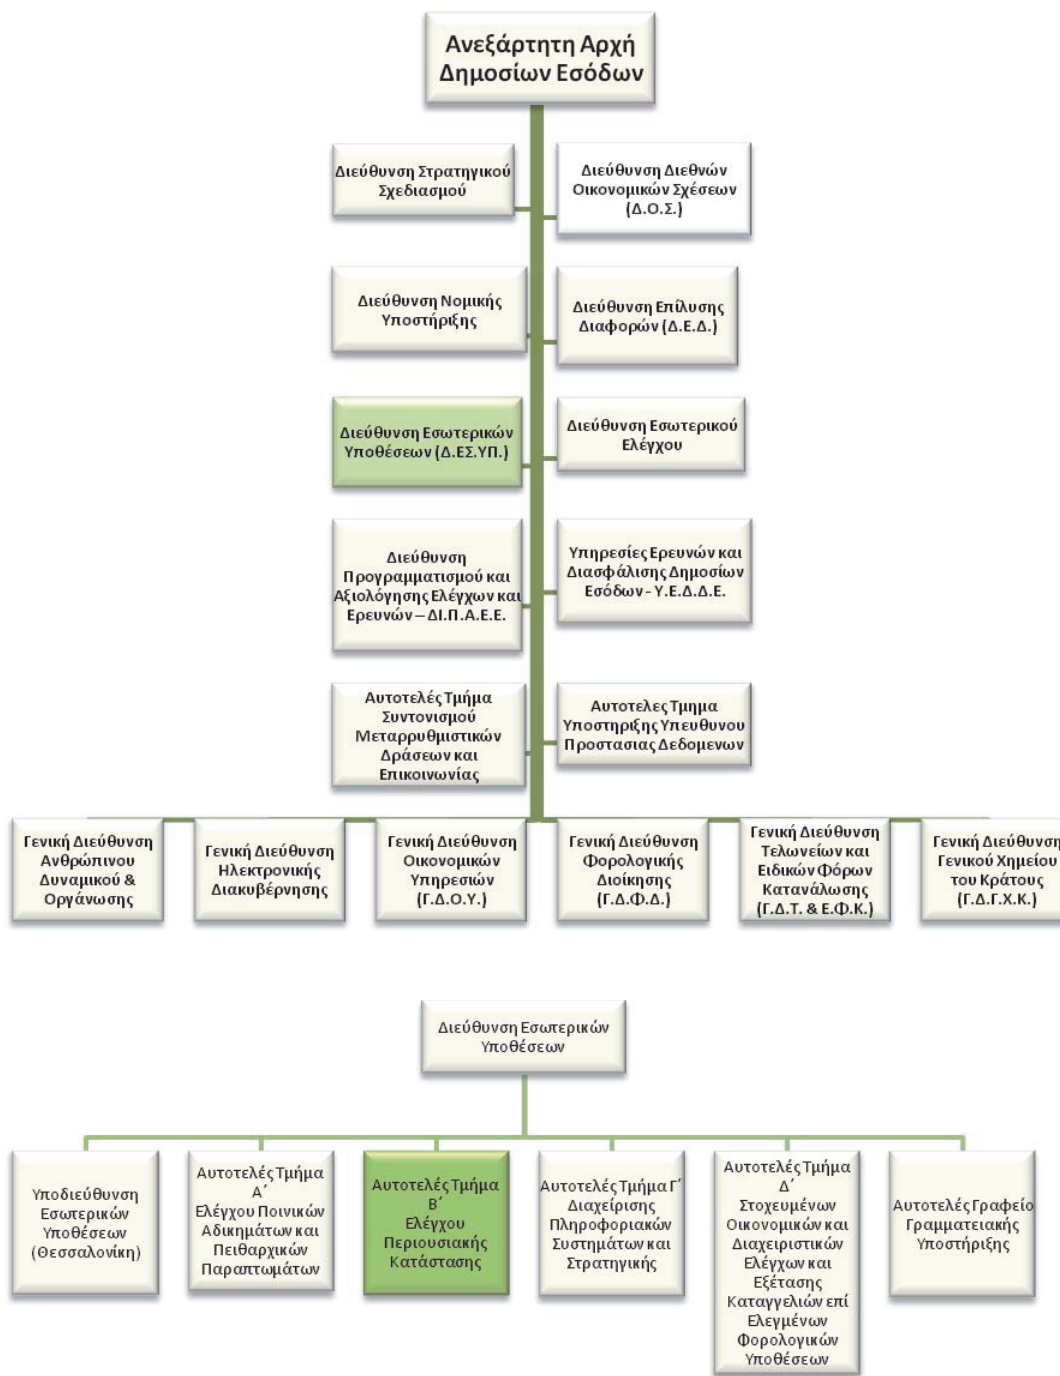 Ανεξάρτητη Αρχή
Δημοσίων Εσόδων
Διεύθυνση Στρατηγικού
Σχεδιασμού
Διεύθυνση Διεθνών
Οικονομικών Σχέσεων
(Δ.Ο.Σ.)
Διεύθυνση Νομικής
Υποστήριξης
Διεύθυνση Επίλυσης
Διαφορών (Δ.Ε.Δ.)
Διεύθυνση Εσωτερικών
Υποθέσεων (Δ.ΕΣ.ΥΠ.)
Διεύθυνση Εσωτερικού
Ελέγχου
Διεύθυνση
Προγραμματισμού και
Αξιολόγησης Ελέγχων και
Ερευνών – ΔΙ.Π.Α.Ε.Ε.
Υπηρεσίες Ερευνών και
Διασφάλισης Δημοσίων
Εσόδων - Υ.Ε.Δ.Δ.Ε.
Αυτοτελές Τμήμα
Συντονισμού
Μεταρρυθμιστικών
Δράσεων και
Επικοινωνίας
Αυτοτελες Τμημα
Υποστηριξης Υπευθυνου
Προστασιας Δεδομενων
Γενική Διεύθυνση
Ανθρώπινου
Δυναμικού &
Οργάνωσης
Γενική Διεύθυνση
Ηλεκτρονικής
Διακυβέρνησης
Γενική Διεύθυνση
Οικονομικών
Υπηρεσιών
(Γ.Δ.Ο.Υ.)
Γενική Διεύθυνση
Φορολογικής
Διοίκησης
(Γ.Δ.Φ.Δ.)
Γενική Διεύθυνση
Τελωνείων και
Ειδικών Φόρων
Κατανάλωσης
(Γ.Δ.Τ. & Ε.Φ.Κ.)
Γενική Διεύθυνση
Γενικού Χημείου
του Κράτους
(Γ.Δ.Γ.Χ.Κ.)
Διεύθυνση Εσωτερικών
Υποθέσεων
Υποδιεύθυνση
Εσωτερικών
Υποθέσεων
(Θεσσαλονίκη)
Αυτοτελές Τμήμα
Α΄
Ελέγχου Ποινικών
Αδικημάτων και
Πειθαρχικών
Παραπτωμάτων
Αυτοτελές Τμήμα
Β΄
Ελέγχου
Περιουσιακής
Κατάστασης
Αυτοτελές Τμήμα Γ΄
Διαχείρισης
Πληροφοριακών
Συστημάτων και
Στρατηγικής
Αυτοτελές Τμήμα
Δ΄
Στοχευμένων
Οικονομικών και
Διαχειριστικών
Ελέγχων και
Εξέτασης
Καταγγελιών επί
Ελεγμένων
Φορολογικών
Υποθέσεων
Αυτοτελές Γραφείο
Γραμματειακής
Υποστήριξης